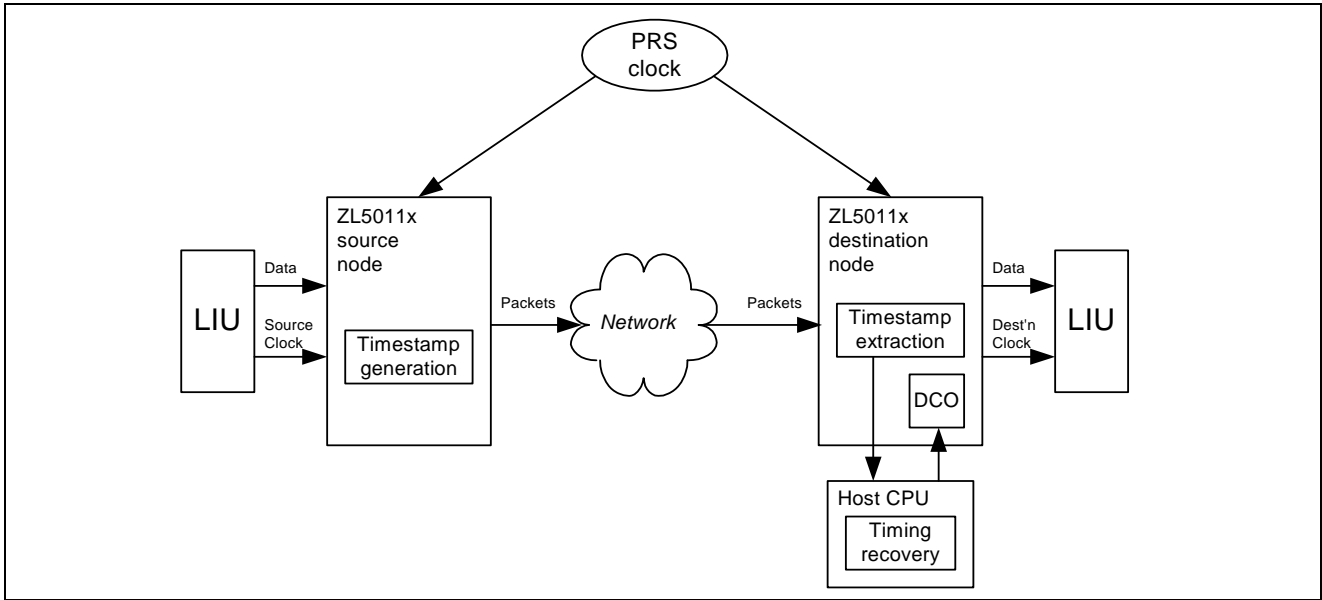 PRS
clock
ZL5011x
source
node
ZL5011x
destination
node
Data
Source
Clock
LIU
Timestamp
generation
Packets
Network
Packets
Timestamp
extraction
DCO
Data
Dest'n
Clock
LIU
Host CPU
Timing
recovery